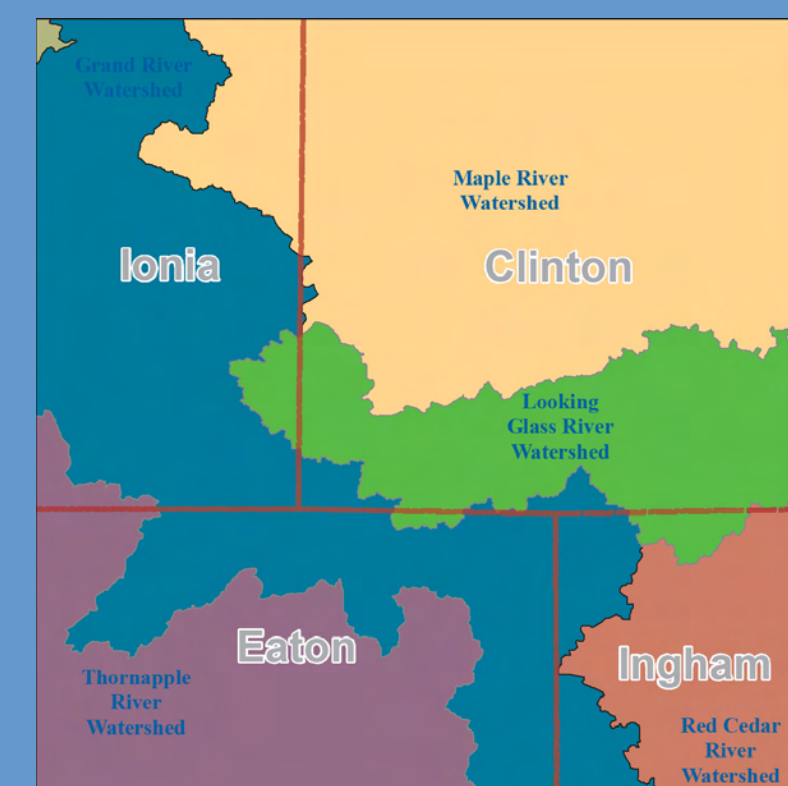 Grand River
Watershed
Maple River
Watershed
Ionia
Clinton
Looking
Glass River
Watershed
Eaton
Ingham
Thornapple
River
Watershed
Red Cedar
River
Watershed